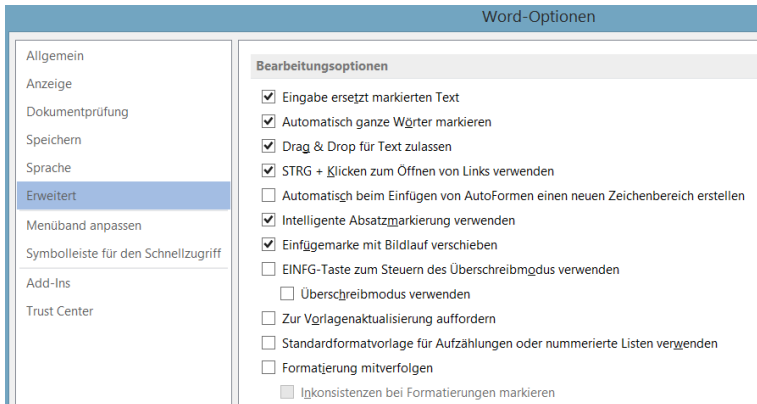 Word-Optionen
Allgemein
Anzeige
Dokumentprüfung
Speichern
Sprache
Erweitert
Menüband anpassen
Symbolleiste für den Schnellzugriff
Add-Ins
Trust Center
Bearbeitungsoptionen
Eingabe ersetzt markierten Text
Automatisch ganze Wörter markieren
Drag & Drop für Text zulassen
STRG + Klicken zum Öffnen von Links verwenden
Automatisch beim Einfügen von AutoFormen einen neuen Zeichenbereich erstellen
Intelligente Absatzmarkierung verwenden
Einfügemarke mit Bildlauf verschieben
EINFG-Taste zum Steuern des Überschreibmodus verwenden
Überschreibmodus verwenden
Zur Vorlagenaktualisierung auffordern
Standardformatvorlage für Aufzählungen oder nummerierte Listen verwenden
Formatierung mitverfolgen
Inkonsistenzen bei Formatierungen markieren